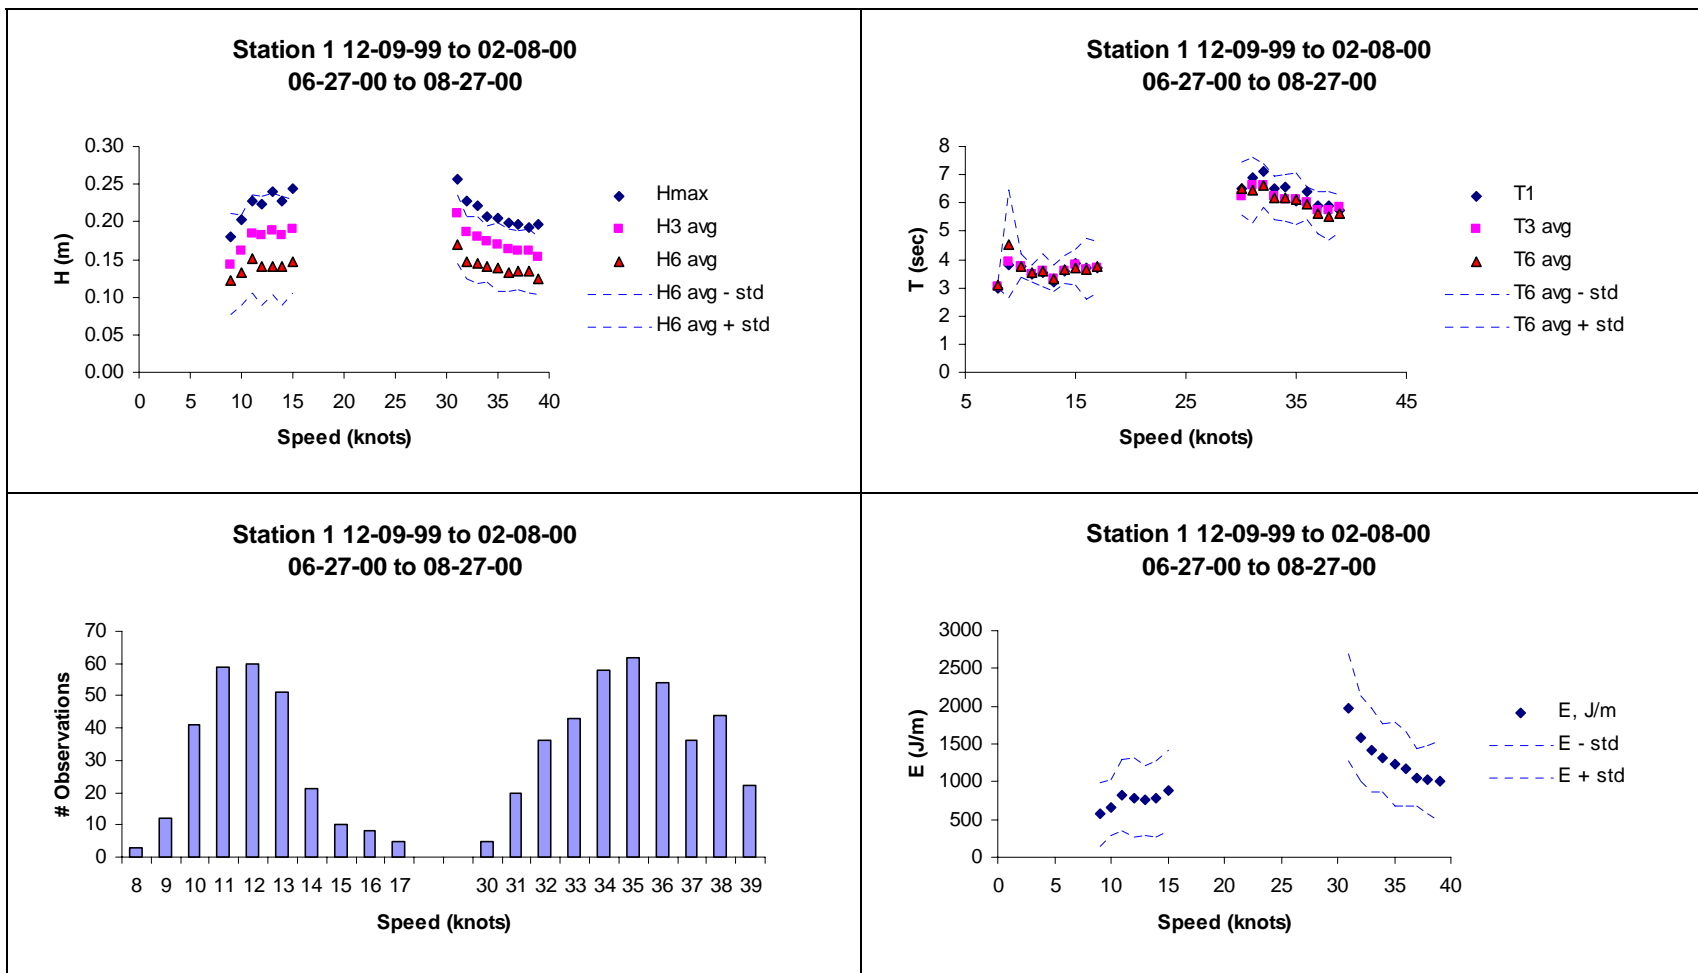 Station 1 12-09-99 to 02-08-00
06-27-00 to 08-27-00
H (m)
0.30
0.25
0.20
0.15
0.10
0.05
0.00
0 5 10 15 20 25 30 35 40
Speed (knots)
Hmax
H3 avg
H6 avg
H6 avg - std
H6 avg + std
Station 1 12-09-99 to 02-08-00
06-27-00 to 08-27-00
T (sec)
8
7
6
5
4
3
2
1
0
5 15 25 35 45
Speed (knots)
T1
T3 avg
T6 avg
T6 avg - std
T6 avg + std
Station 1 12-09-99 to 02-08-00
06-27-00 to 08-27-00
# Observations
70
60
50
40
30
20
10
0
8 9 10 11 12 13 14 15 16 17 30 31 32 33 34 35 36 37 38 39
Speed (knots)
Station 1 12-09-99 to 02-08-00
06-27-00 to 08-27-00
E (J/m)
3000
2500
2000
1500
1000
500
0
0 5 10 15 20 25 30 35 40
Speed (knots)
E, J/m
E - std
E + std